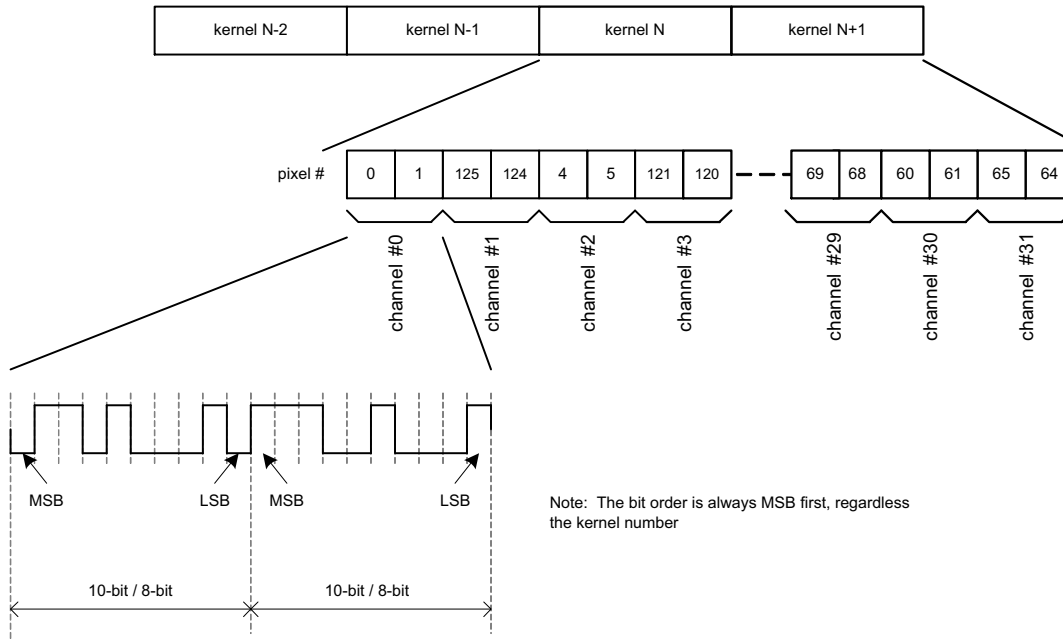 kernel N-2 kernel N-1 kernel N kernel N+1
pixel # 0 1 125 124 4 5 121 120 69 68 60 61 65 64
channel #0 channel #1 channel #2 channel #3 channel #29 channel #30 channel #31
MSB LSB MSB LSB
Note: The bit order is always MSB first, regardless
the kernel number
10-bit / 8-bit 10-bit / 8-bit